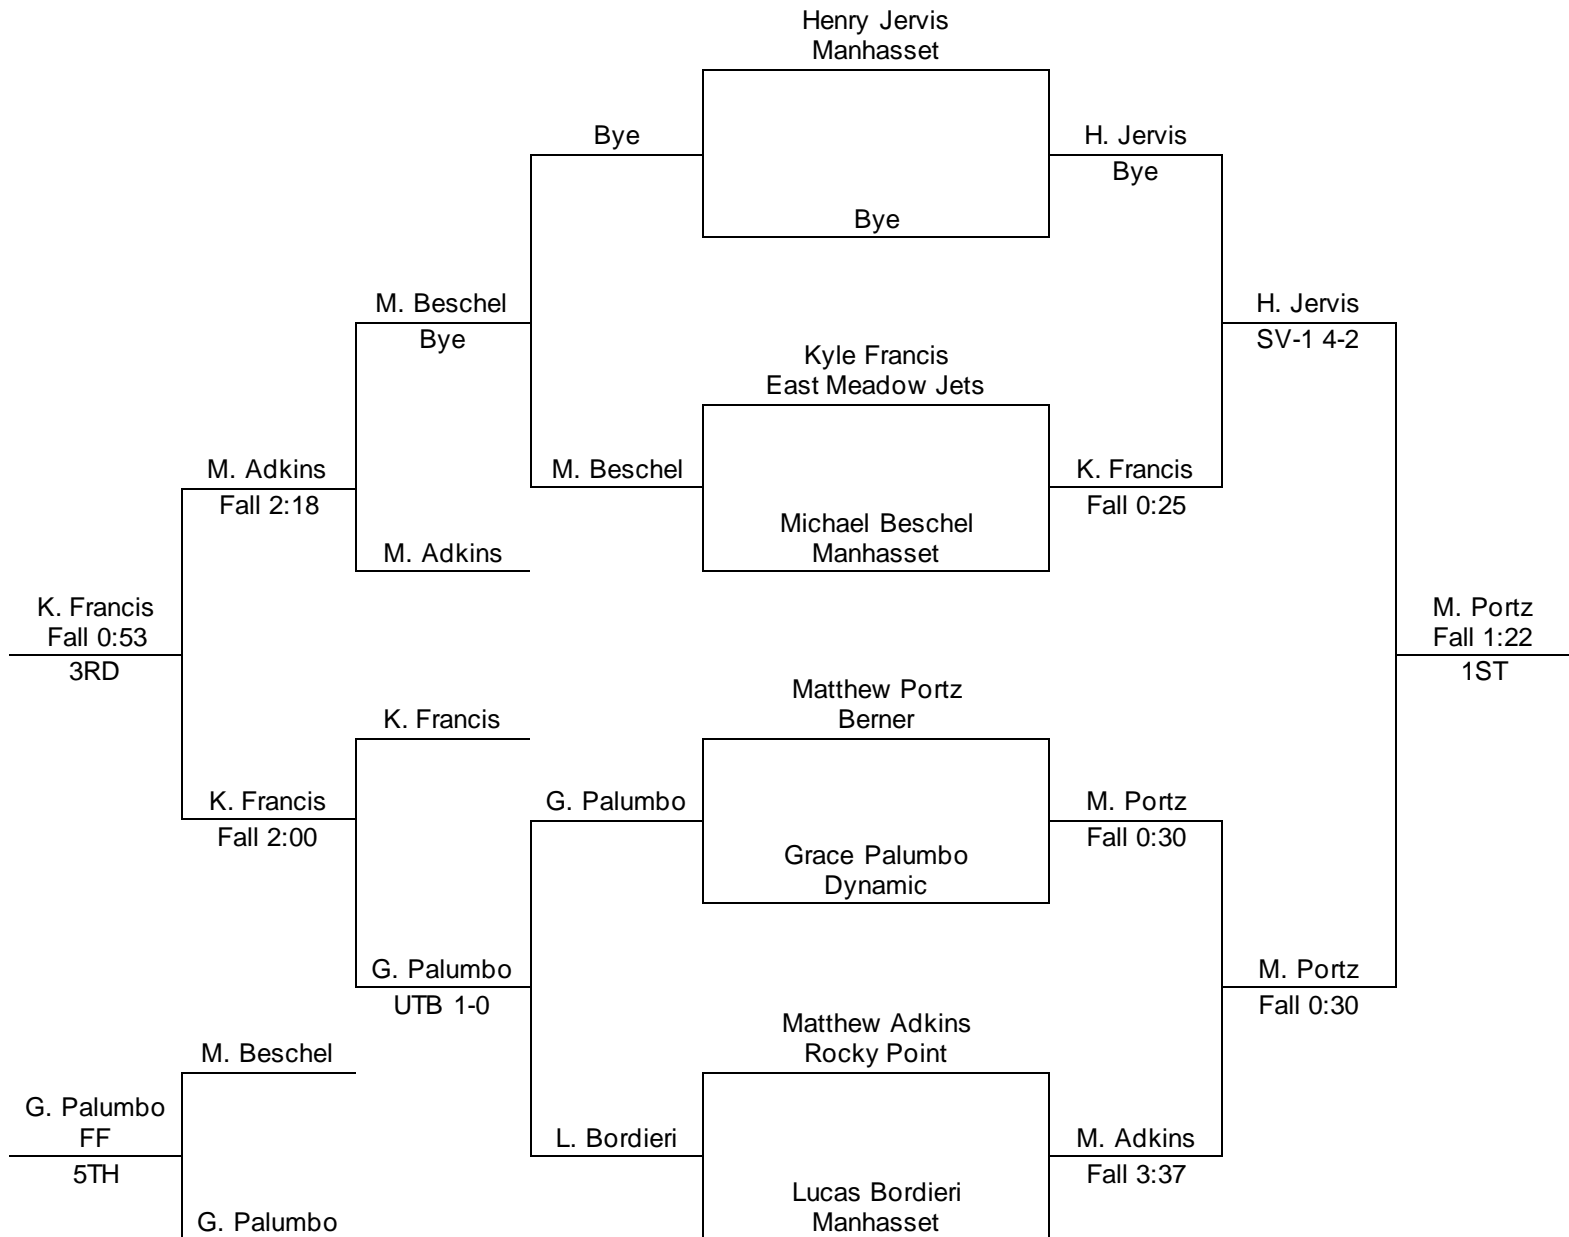 Henry Jervis
Manhasset
Bye
H. Jervis
Bye
Bye
M. Beschel
Bye
H. Jervis
SV-1 4-2
Kyle Francis
East Meadow Jets
M. Adkins
Fall 2:18
M. Beschel
K. Francis
Fall 0:25
Michael Beschel
Manhasset
M. Adkins
K. Francis
Fall 0:53
3RD
M. Portz
Fall 1:22
1ST
Matthew Portz
Berner
K. Francis
K. Francis
Fall 2:00
G. Palumbo
M. Portz
Fall 0:30
Grace Palumbo
Dynamic
G. Palumbo
UTB 1-0
M. Portz
Fall 0:30
Matthew Adkins
Rocky Point
M. Beschel
G. Palumbo
FF
5TH
L. Bordieri
M. Adkins
Fall 3:37
Lucas Bordieri
Manhasset
G. Palumbo